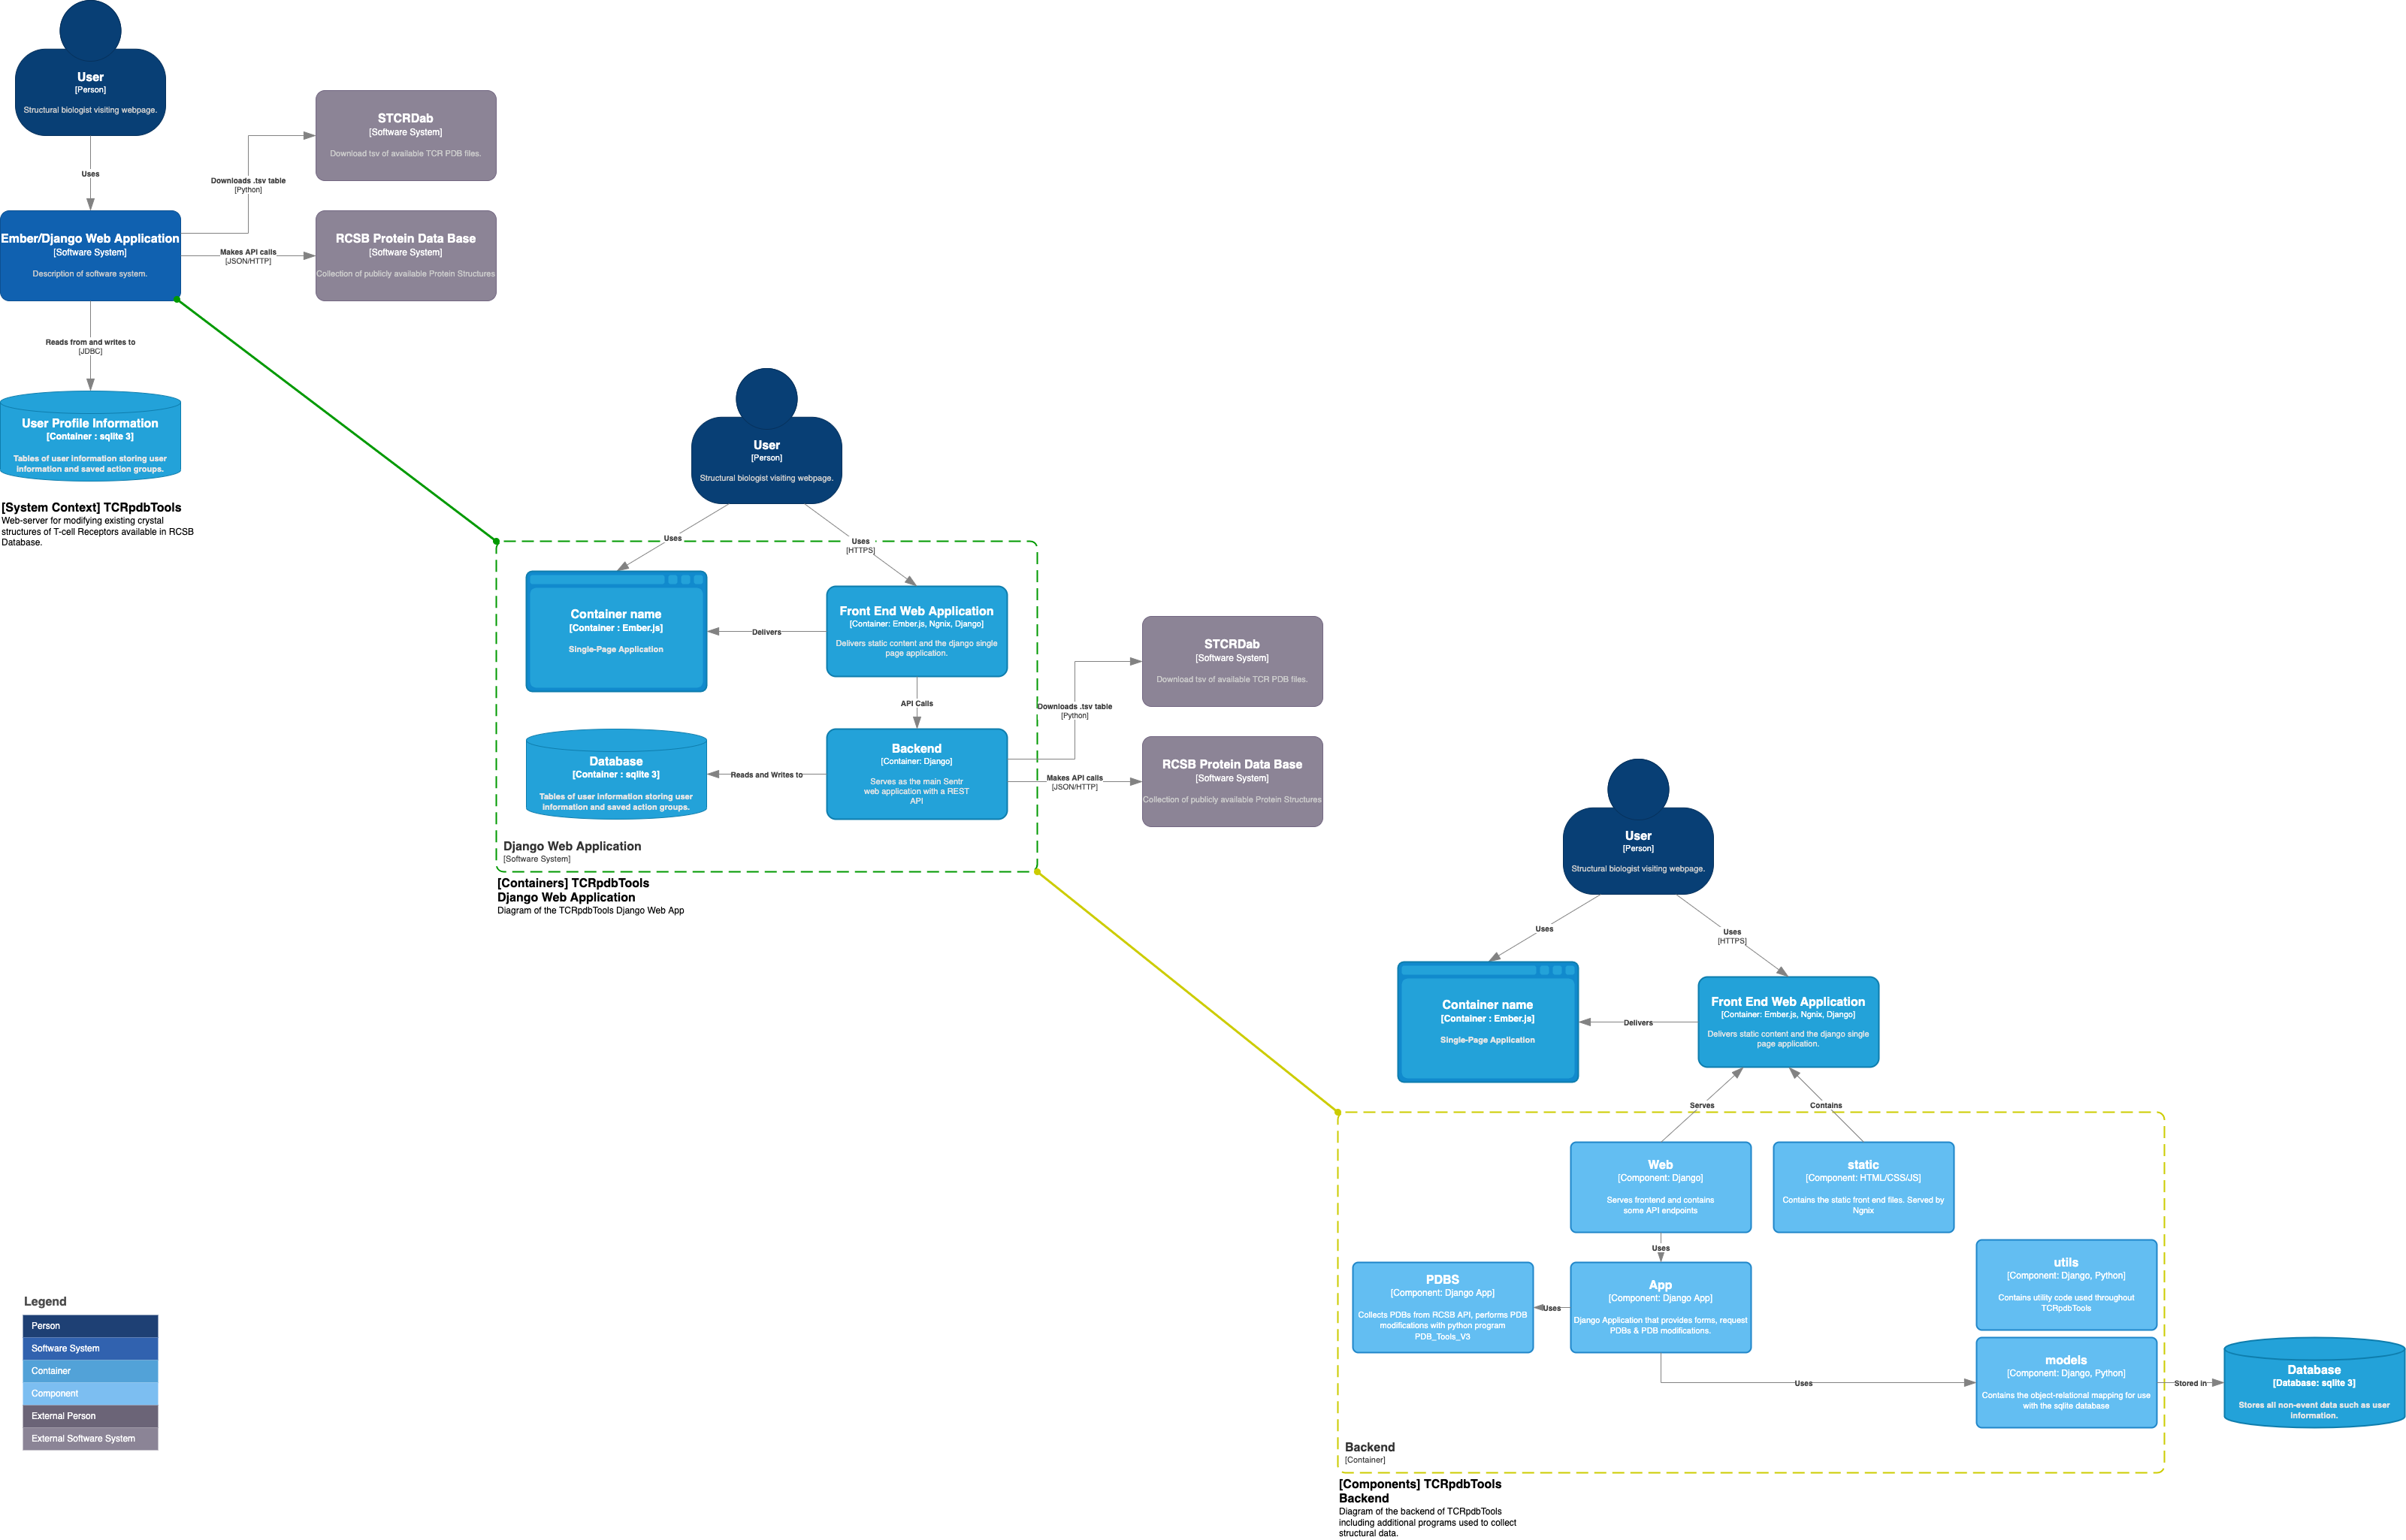 User
[Person]
Structural biologist visiting webpage.
Uses
STCRDab
[Software System]
Download tsv of available TCR PDB files.
Downloads .tsv table
[Python]
Ember/Django Web Application
[Software System]
Description of software system.
Makes API calls
[JSON/HTTP]
RCSB Protein Data Base
[Software System]
Collection of publicly available Protein Structures
Reads from and writes to
[JDBC]
User Profile Information
[Container : sqlite 3]
Tables of user information storing user
information and saved action groups.
[System Context] TCRpdbTools
Web-server for modifying existing crystal
structures of T-cell Receptors available in RCSB
Database.
User
[Person]
Structural biologist visiting webpage.
Uses
Uses
[HTTPS]
Container name
[Container : Ember.js]
Single-Page Application
Delivers
Front End Web Application
[Container: Ember.js, Ngnix, Django]
Delivers static content and the django single
page application.
API Calls
Database
[Container : sqlite 3]
Tables of user information storing user
information and saved action groups.
Reads and Writes to
Backend
[Container: Django]
Serves as the main Sentr
web application with a REST
API
Downloads .tsv table
[Python]
STCRDab
[Software System]
Download tsv of available TCR PDB files.
Makes API calls
[JSON/HTTP]
RCSB Protein Data Base
[Software System]
Collection of publicly available Protein Structures
Django Web Application
[Software System]
[Containers] TCRpdbTools
Django Web Application
Diagram of the TCRpdbTools Django Web App
User
[Person]
Structural biologist visiting webpage.
Uses
Uses
[HTTPS]
Container name
[Container : Ember.js]
Single-Page Application
Delivers
Front End Web Application
[Container: Ember.js, Ngnix, Django]
Delivers static content and the django single
page application.
Serves
Contains
Web
[Component: Django]
Serves frontend and contains
some API endpoints
static
[Component: HTML/CSS/JS]
Contains the static front end files. Served by
Ngnix
Uses
PDBS
[Component: Django App]
Collects PDBs from RCSB API, performs PDB
modifications with python program
PDB_Tools_V3
Uses
App
[Component: Django App]
Django Application that provides forms, request
PDBs & PDB modifications.
utils
[Component: Django, Python]
Contains utility code used throughout
TCRpdbTools
Uses
models
[Component: Django, Python]
Contains the object-relational mapping for use
with the sqlite database
Stored in
Database
[Database: sqlite 3]
Stores all non-event data such as user
information.
Backend
[Container]
[Components] TCRpdbTools
Backend
Diagram of the backend of TCRpdbTools
including additional programs used to collect
structural data.
Legend
Person
Software System
Container
Component
External Person
External Software System